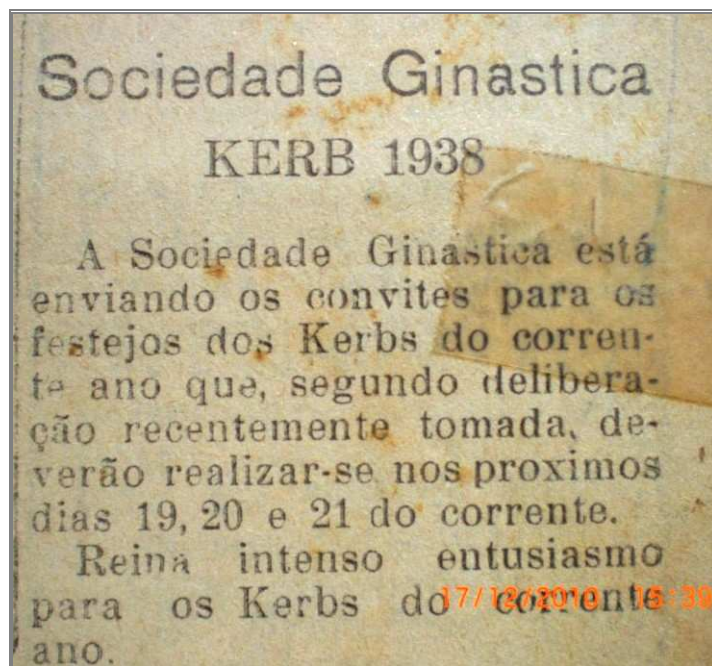 Sociedade Ginastica
KERB 1938
A Sociedade Ginastica está
enviando os convites para os
festejos dos Kerbs do corren-
te ano que, segundo delibera-
ção recentemente tomada, de-
verão realizar-se nos proximos
dias 19, 20 e 21 do corrente.
Reina intenso entusiasmo
para os Kerbs do corrente
ano.
17/12/2010 15:39